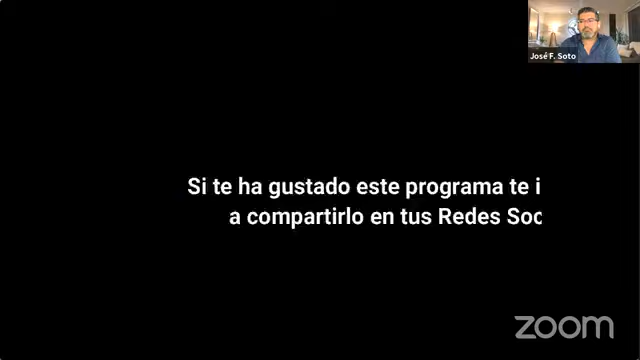 José F. Soto
Si te ha gustado este programa te i
a compartirlo en tus Redes Soc
zoom